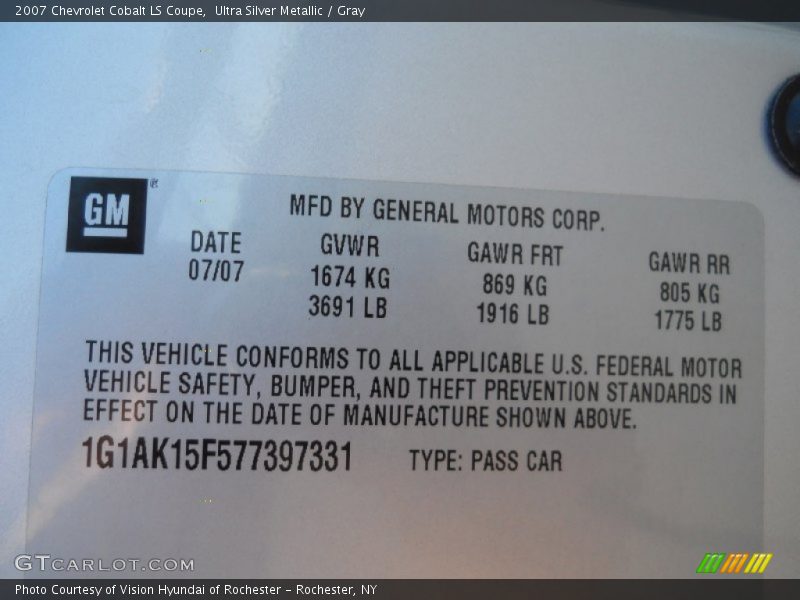 2007 Chevrolet Cobalt LS Coupe,  Ultra Silver Metallic / Gray
GM®
MFD BY GENERAL MOTORS CORP.
DATE GVWR GAWR FRT GAWR RR
07/07 1674 KG 869 KG 805 KG
3691 LB 1916 LB 1775 LB
THIS VEHICLE CONFORMS TO ALL APPLICABLE U.S. FEDERAL MOTOR
VEHICLE SAFETY, BUMPER, AND THEFT PREVENTION STANDARDS IN
EFFECT ON THE DATE OF MANUFACTURE SHOWN ABOVE.
1G1AK15F577397331 TYPE: PASS CAR
GTCARLOT.COM
Photo Courtesy of Vision Hyundai of Rochester - Rochester, NY